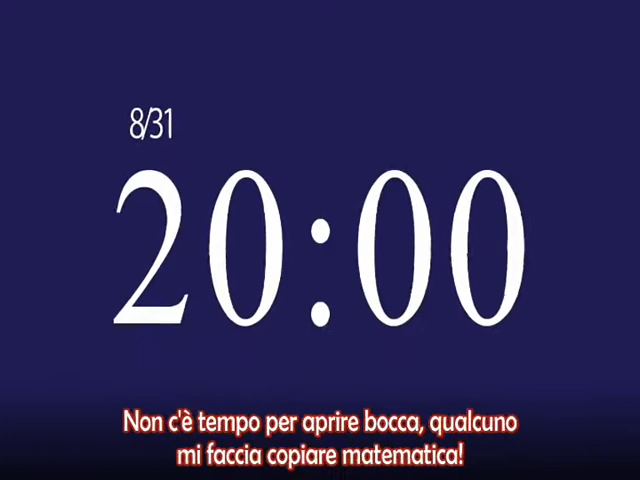 8/31
20:00
Non c'è tempo per aprire bocca, qualcuno
mi faccia copiare matematica!